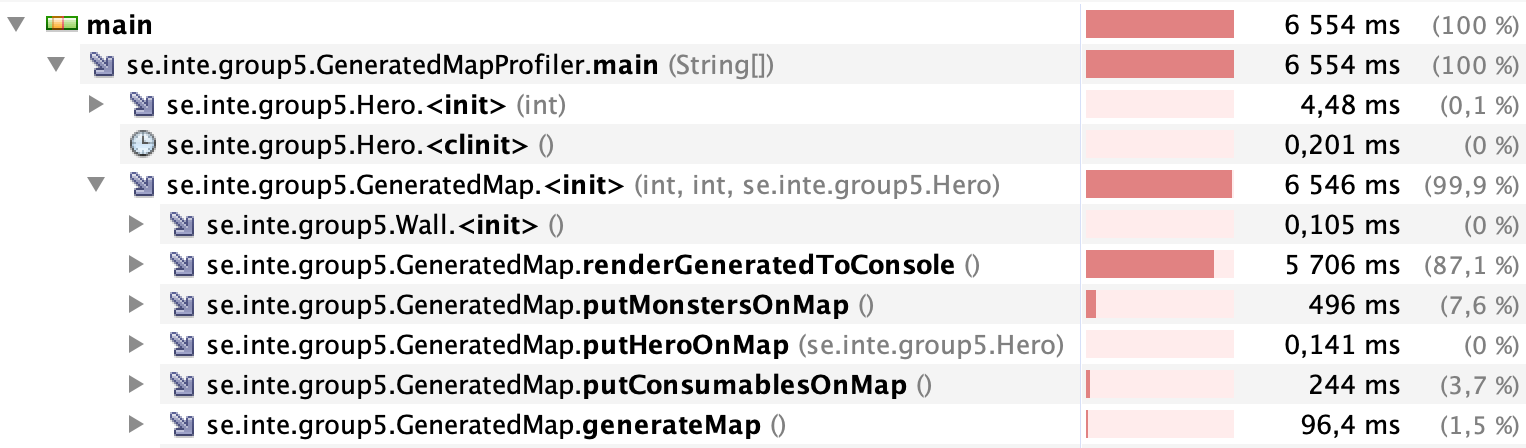 main 6 554 ms (100 %)
se.inte.group5.GeneratedMapProfiler.main (String[]) 6 554 ms (100 %)
se.inte.group5.Hero.<init> (int) 4,48 ms (0,1 %)
se.inte.group5.Hero.<clinit> () 0,201 ms (0 %)
se.inte.group5.GeneratedMap.<init> (int, int, se.inte.group5.Hero) 6 546 ms (99,9 %)
se.inte.group5.Wall.<init> () 0,105 ms (0 %)
se.inte.group5.GeneratedMap.renderGeneratedToConsole () 5 706 ms (87,1 %)
se.inte.group5.GeneratedMap.putMonstersOnMap () 496 ms (7,6 %)
se.inte.group5.GeneratedMap.putHeroOnMap (se.inte.group5.Hero) 0,141 ms (0 %)
se.inte.group5.GeneratedMap.putConsumablesOnMap () 244 ms (3,7 %)
se.inte.group5.GeneratedMap.generateMap () 96,4 ms (1,5 %)